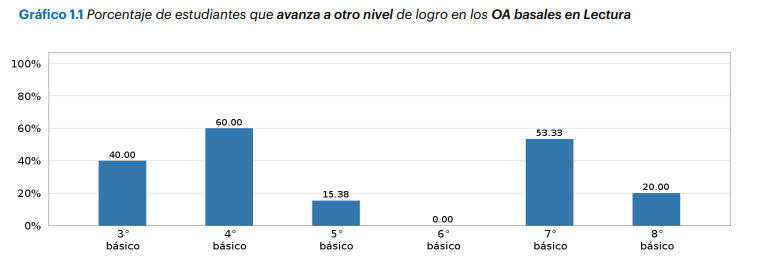 Gráfico 1.1 Porcentaje de estudiantes que avanza a otro nivel de logro en los OA basales en Lectura
100%
80%
60%
40%
20%
0%
40.00
60.00
15.38
0.00
53.33
20.00
3° básico
4° básico
5° básico
6° básico
7° básico
8° básico